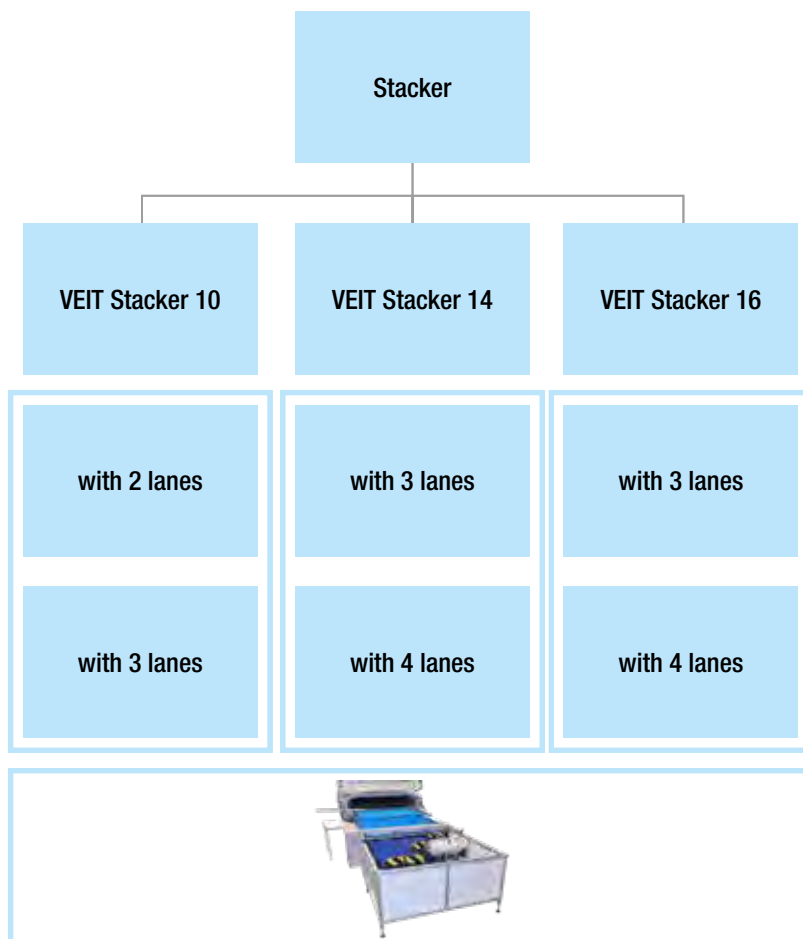 Stacker
VEIT Stacker 10
VEIT Stacker 14
VEIT Stacker 16
with 2 lanes
with 3 lanes
with 3 lanes
with 3 lanes
with 4 lanes
with 4 lanes